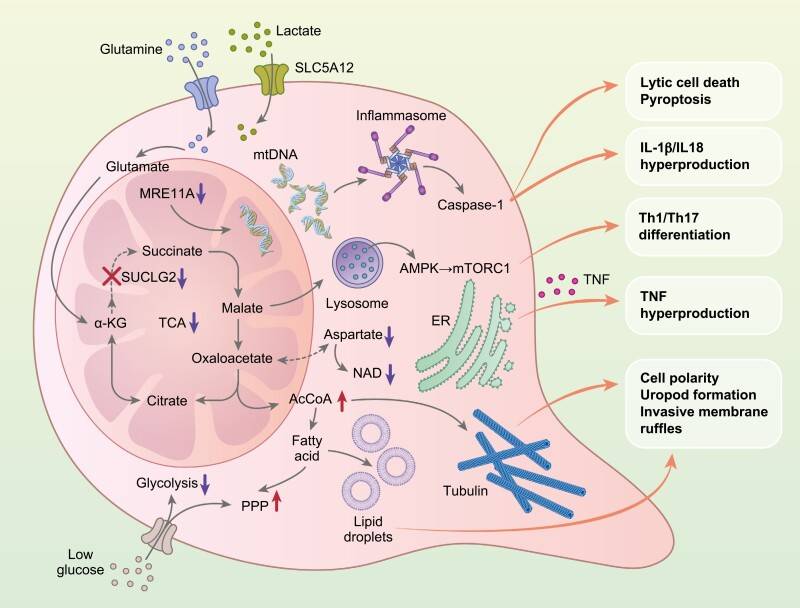 Lactate
Glutamine
SLC5A12
Inflammasome
mtDNA
Glutamate
MRE11A
Caspase-1
Succinate
SUCLG2
AMPK→mTORC1
Malate
Lysosome
α-KG
TCA
ER
Aspartate
Oxaloacetate
NAD
Citrate
AcCoA
Fatty
acid
Glycolysis
PPP
Tubulin
Lipid
droplets
Low
glucose
TNF
Lytic cell death
Pyroptosis
IL-1β/IL18
hyperproduction
Th1/Th17
differentiation
TNF
hyperproduction
Cell polarity
Uropod formation
Invasive membrane
ruffles